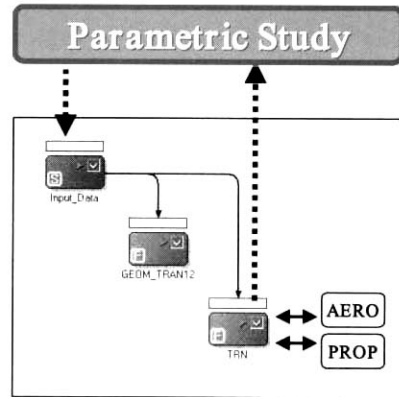 Parametric Study
Input_Data
GEOM_TRAN12
TRN
AERO
PROP